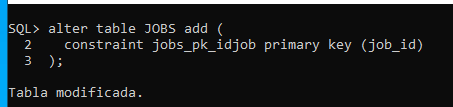 SQL> alter table JOBS add (
  2    constraint jobs_pk_idjob primary key (job_id)
  3  );
Tabla modificada.